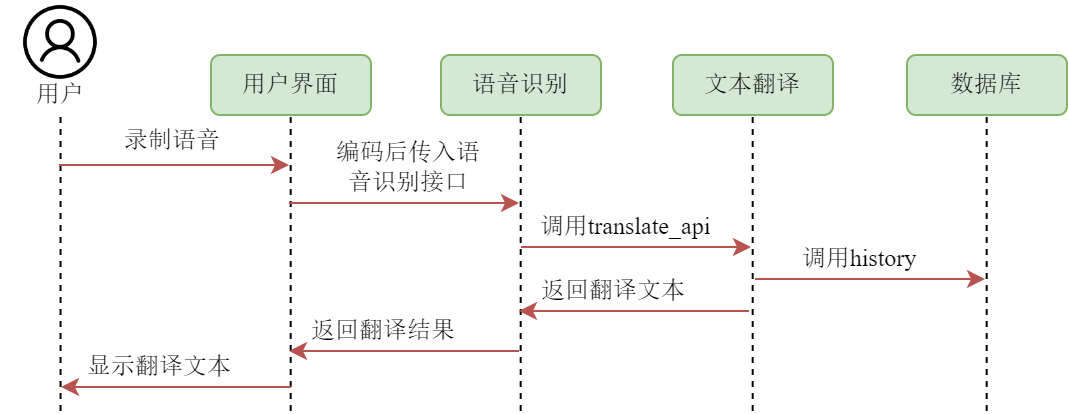 用户
用户界面
语音识别
文本翻译
数据库
录制语音
编码后传入语
音识别接口
调用translate_api
调用history
返回翻译文本
返回翻译结果
显示翻译文本